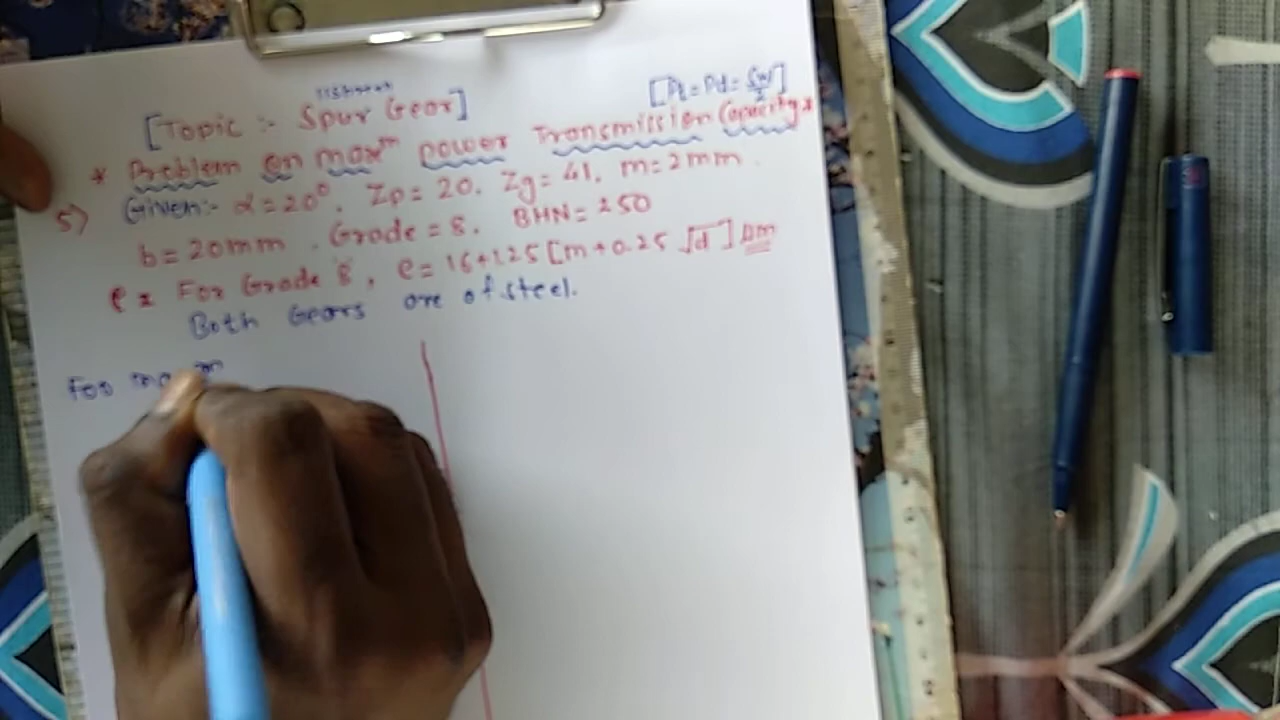 [Pt=Pd=Sw/2]
[Topic :- Spur Gear]
* Problem on maxm power Transmission Capacity *
5) Given:- α=20°, Zp=20. Zg=41, m=2mm
b=20mm . Grade=8. BHN=250
e= For Grade 8, e=16+1.25[m+0.25 √d] µm
Both Gears are of steel.
For